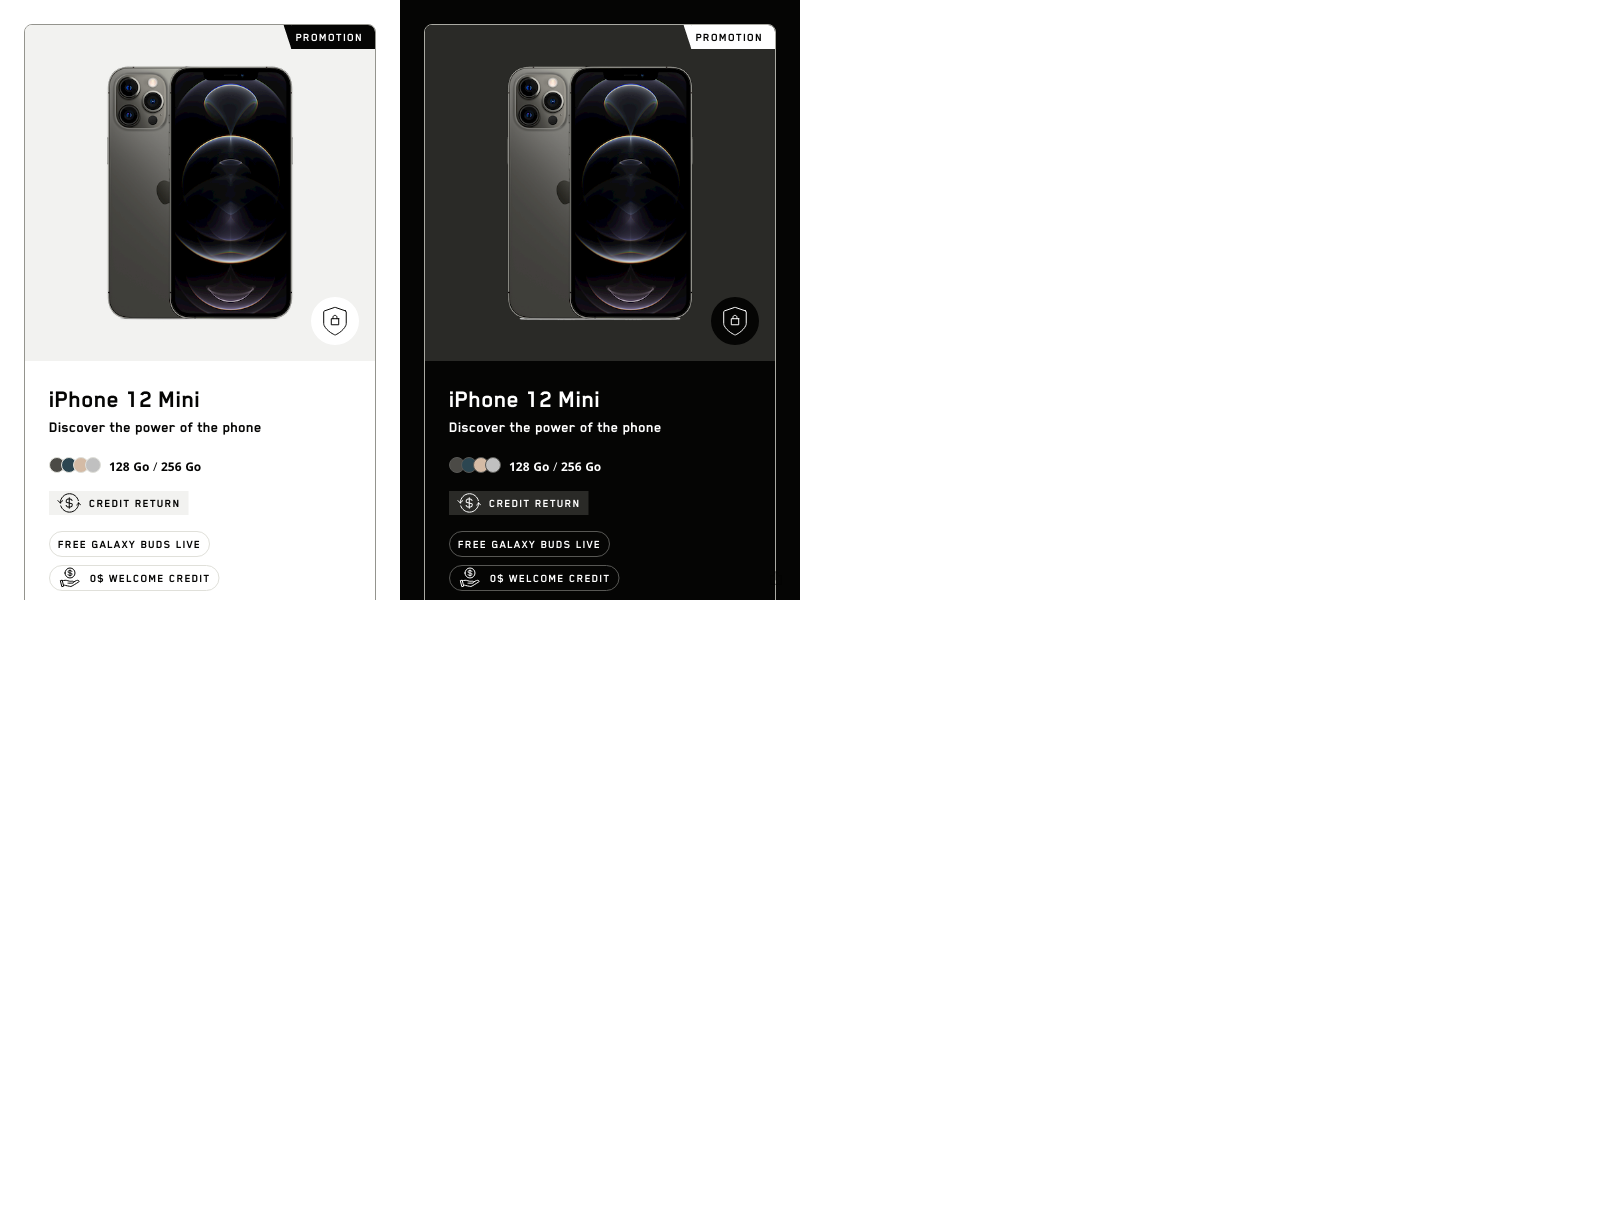 PROMOTION
iPhone 12 Mini
Discover the power of the phone
128 Go / 256 Go
CREDIT RETURN
FREE GALAXY BUDS LIVE
0$ WELCOME CREDIT
PROMOTION
iPhone 12 Mini
Discover the power of the phone
128 Go / 256 Go
CREDIT RETURN
FREE GALAXY BUDS LIVE
0$ WELCOME CREDIT